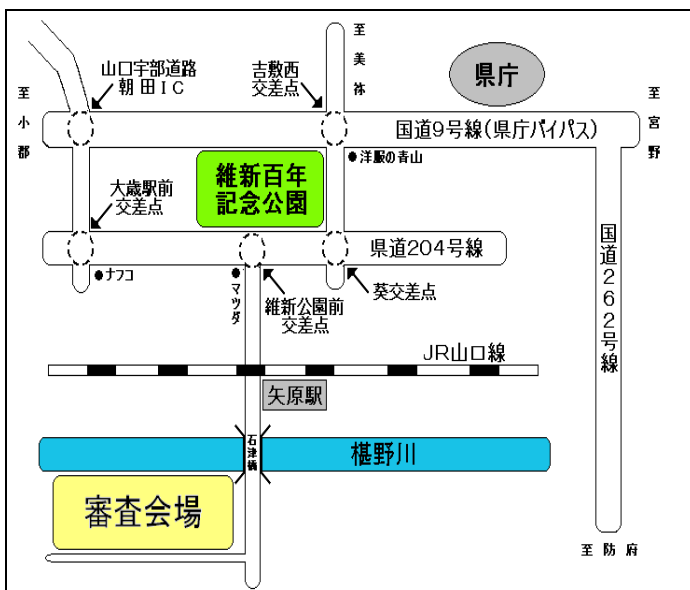 至美祢
県庁
山口宇部道路
朝田IC
吉敷西
交差点
至小郡
至宮野
国道9号線(県庁バイパス)
●洋服の青山
維新百年
記念公園
大歳駅前
交差点
国道262号線
県道204号線
●ナフコ
●マツダ
維新公園前
交差点
葵交差点
JR山口線
矢原駅
石津橋
椹野川
審査会場
至防府